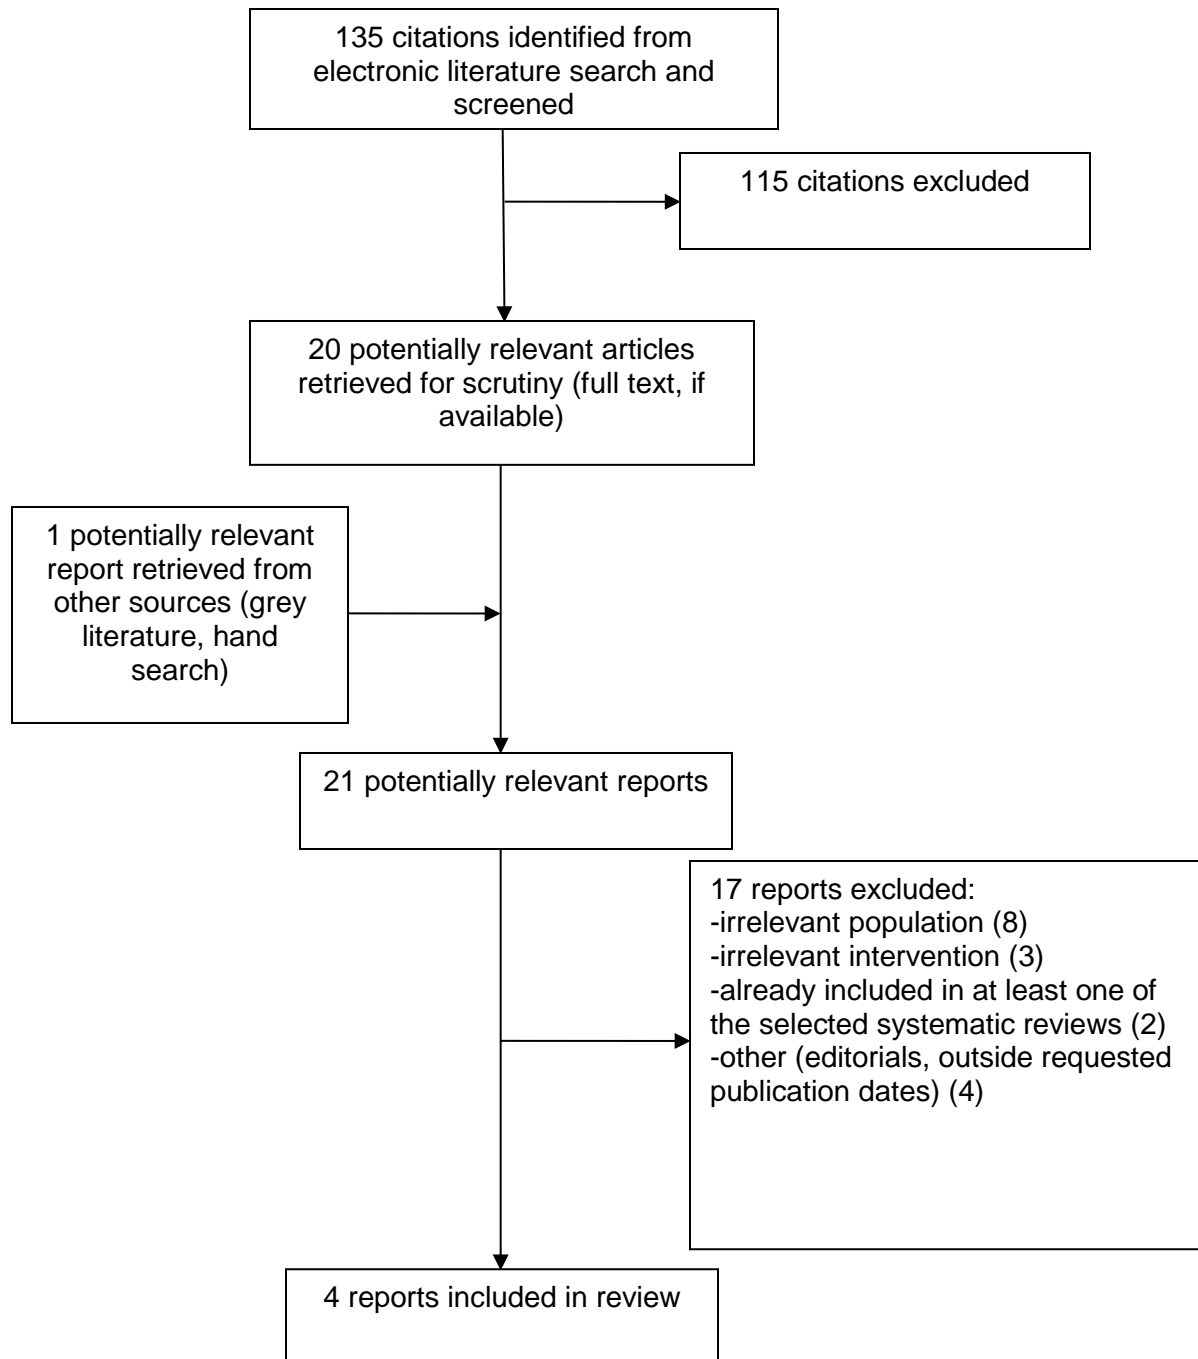 135 citations identified from
electronic literature search and
screened
115 citations excluded
20 potentially relevant articles
retrieved for scrutiny (full text, if
available)
1 potentially relevant
report retrieved from
other sources (grey
literature, hand
search)
21 potentially relevant reports
17 reports excluded:
-irrelevant population (8)
-irrelevant intervention (3)
-already included in at least one of
the selected systematic reviews (2)
-other (editorials, outside requested
publication dates) (4)
4 reports included in review